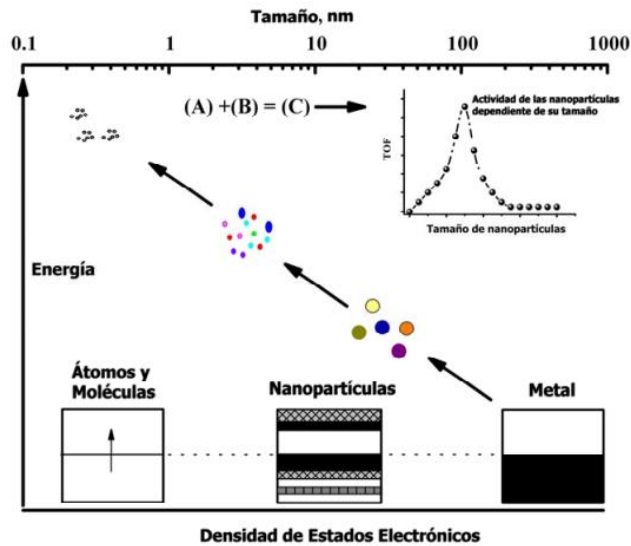 Tamaño, nm
0.1 1 10 100 1000
(A) +(B) = (C)
Actividad de las nanopartículas
dependiente de su tamaño
TOF
Tamaño de nanopartículas
Energía
Átomos y
Moléculas
Nanopartículas
Metal
Densidad de Estados Electrónicos